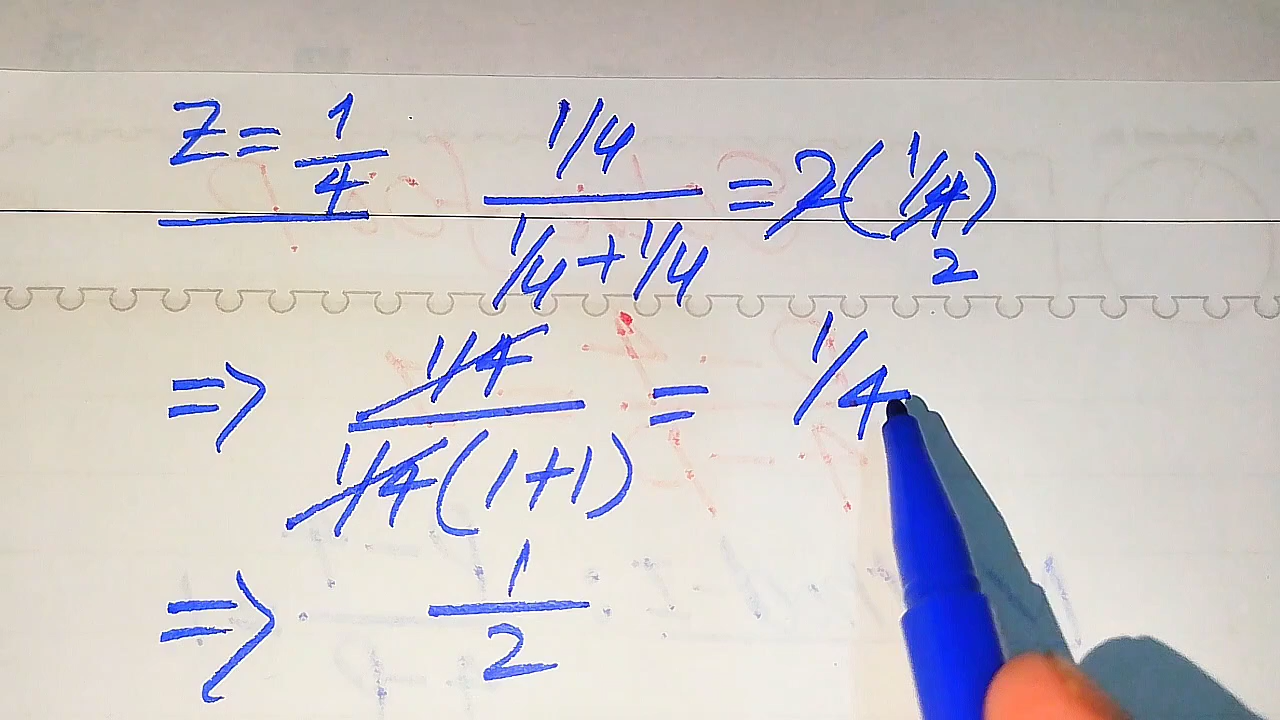 Z = 1/4 (1/4)/(1/4 + 1/4) = 2(1/4) 2
=> (1/4)/(1/4(1+1)) = 1/4
=> 1/2